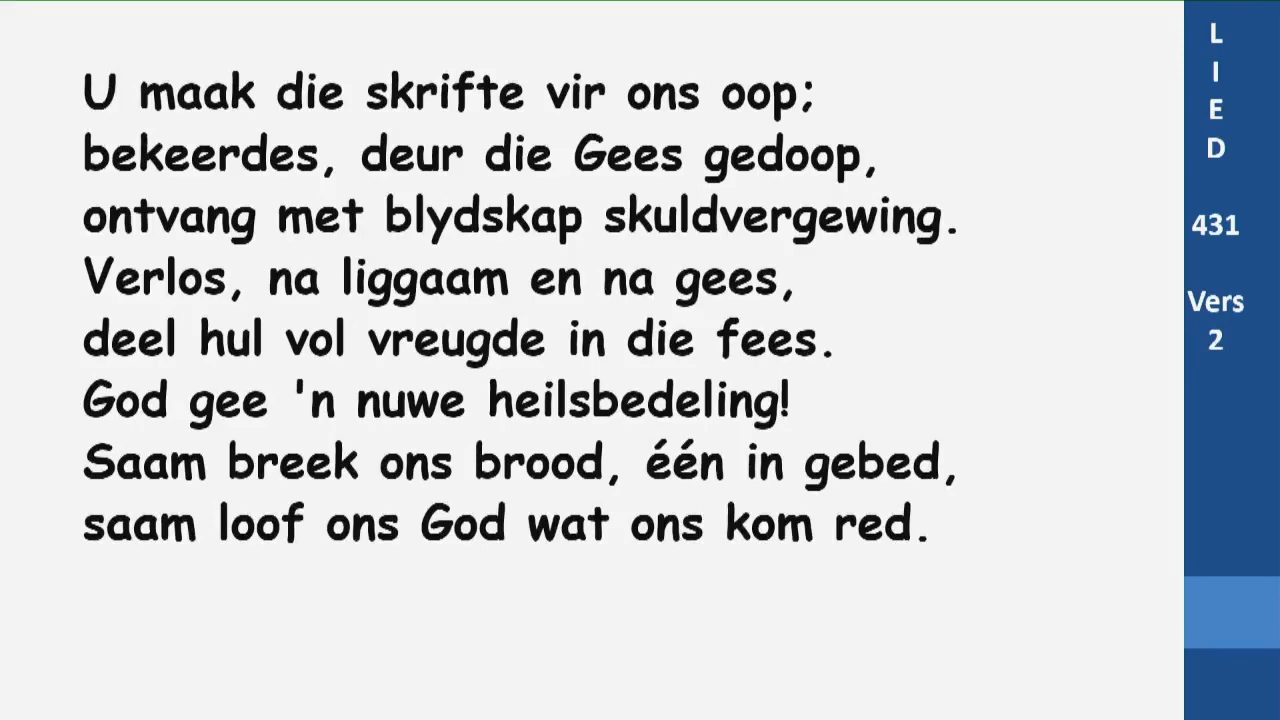 U maak die skrifte vir ons oop;
bekeerdes, deur die Gees gedoop,
ontvang met blydskap skuldvergewing.
Verlos, na liggaam en na gees,
deel hul vol vreugde in die fees.
God gee 'n nuwe heilsbedeling!
Saam breek ons brood, één in gebed,
saam loof ons God wat ons kom red.
L
I
E
D
431
Vers
2